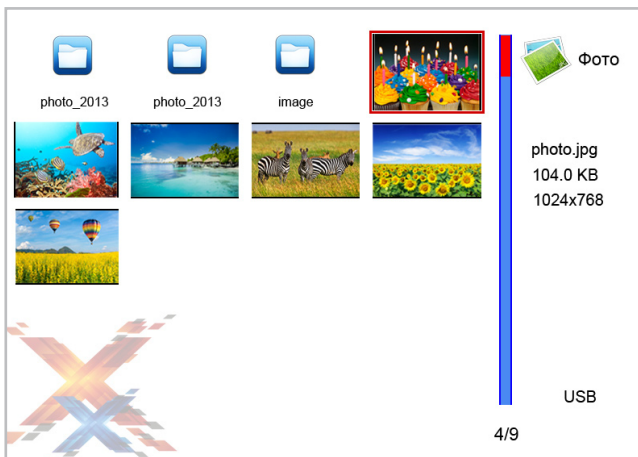 photo_2013
photo_2013
image
Фото
photo.jpg
104.0 KB
1024x768
USB
4/9